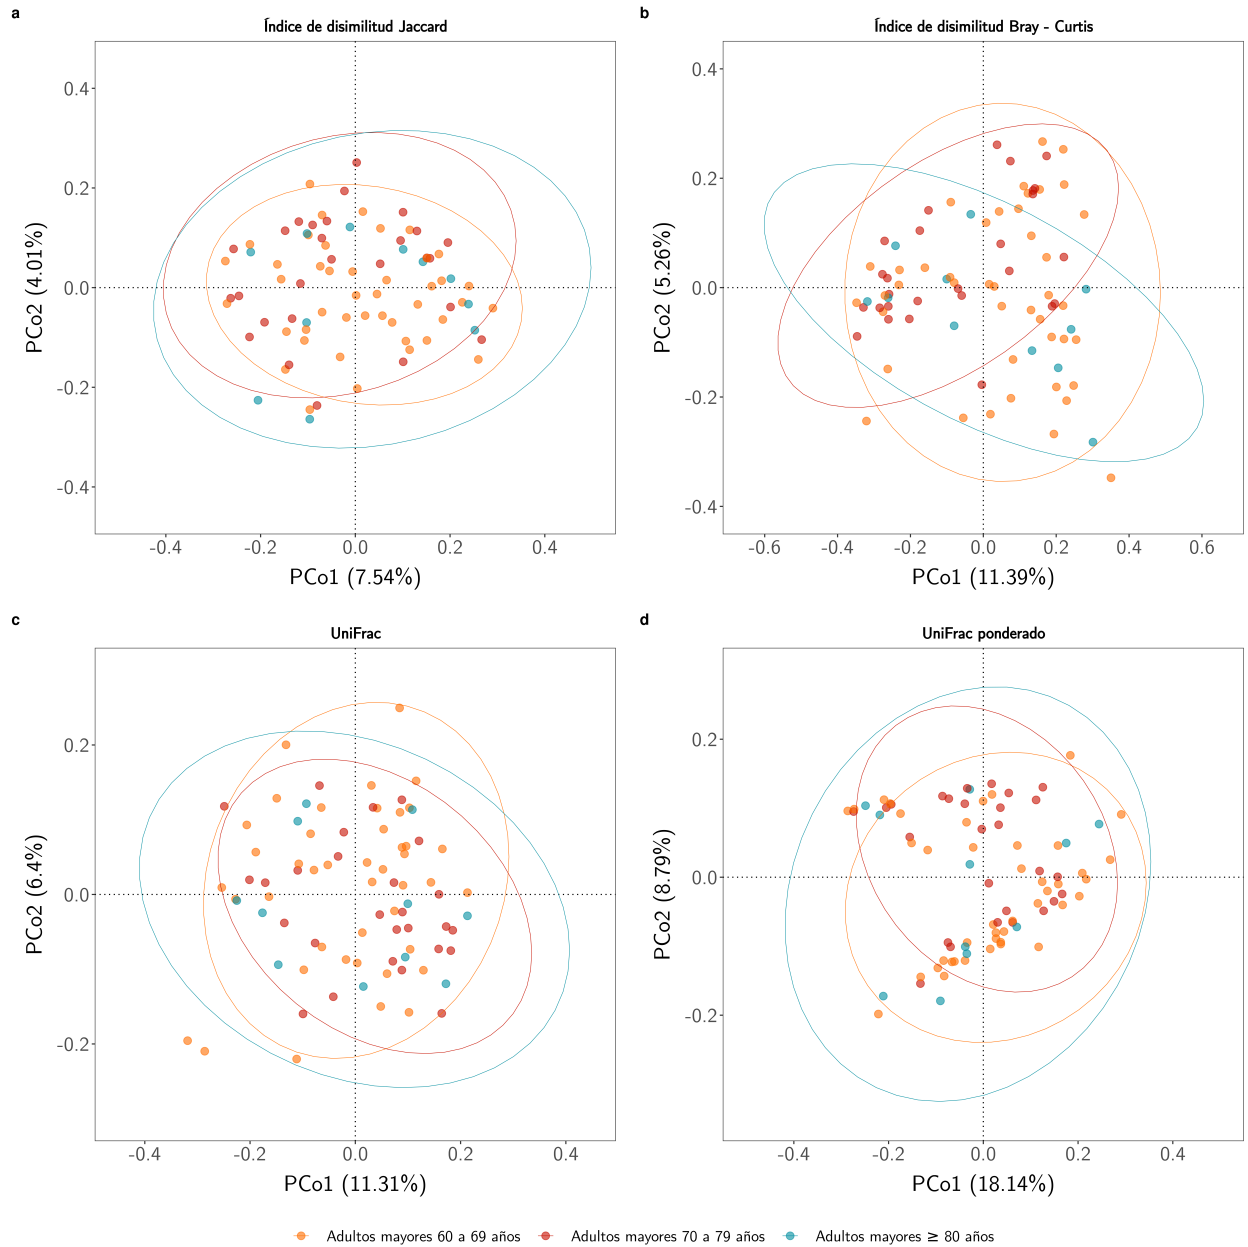 a
Índice de disimilitud Jaccard
0.4
0.2
0.0
-0.2
-0.4
PCo2 (4.01%)
-0.4 -0.2 0.0 0.2 0.4
PCo1 (7.54%)
b
Índice de disimilitud Bray - Curtis
0.4
0.2
0.0
-0.2
-0.4
PCo2 (5.26%)
-0.6 -0.4 -0.2 0.0 0.2 0.4 0.6
PCo1 (11.39%)
c
UniFrac
0.2
0.0
-0.2
PCo2 (6.4%)
-0.4 -0.2 0.0 0.2 0.4
PCo1 (11.31%)
d
UniFrac ponderado
0.2
0.0
-0.2
PCo2 (8.79%)
-0.4 -0.2 0.0 0.2 0.4
PCo1 (18.14%)
Adultos mayores 60 a 69 años Adultos mayores 70 a 79 años Adultos mayores ≥ 80 años